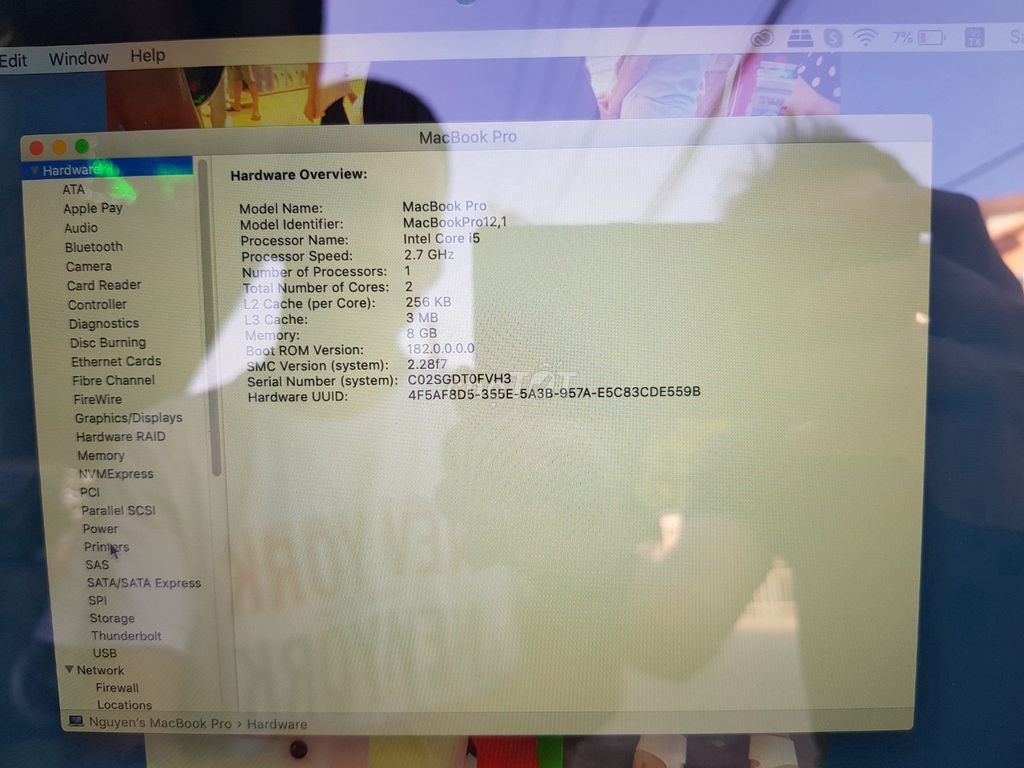 Edit Window Help
7%
MacBook Pro
Hardware
ATA
Apple Pay
Audio
Bluetooth
Camera
Card Reader
Controller
Diagnostics
Disc Burning
Ethernet Cards
Fibre Channel
FireWire
Graphics/Displays
Hardware RAID
Memory
NVMExpress
PCI
Parallel SCSI
Power
Printers
SAS
SATA/SATA Express
SPI
Storage
Thunderbolt
USB
Network
Firewall
Locations
Hardware Overview:
Model Name: MacBook Pro
Model Identifier: MacBookPro12,1
Processor Name: Intel Core i5
Processor Speed: 2.7 GHz
Number of Processors: 1
Total Number of Cores: 2
L2 Cache (per Core): 256 KB
L3 Cache: 3 MB
Memory: 8 GB
Boot ROM Version: 182.0.0.0.0
SMC Version (system): 2.28f7
Serial Number (system): C02SGDT0FVH3
Hardware UUID: 4F5AF8D5-355E-5A3B-957A-E5C83CDE559B
Nguyen's MacBook Pro › Hardware